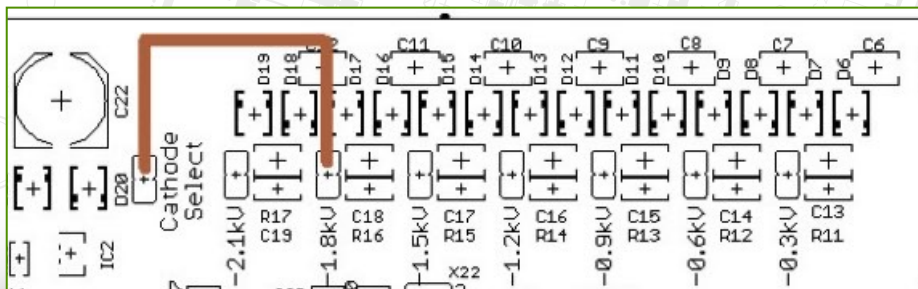 C11 C10 C9 C8 C7 C6
D19 D18 D17 D16 D15 D14 D13 D12 D11 D10 D9 D8 D7 D6
C22
D20
Cathode
Select
IC2
-2.1kV -1.8kV -1.5kV -1.2kV -0.9kV -0.6kV -0.3kV
R17 C18 C17 C16 C15 C14 C13
C19 R16 R15 R14 R13 R12 R11
X22